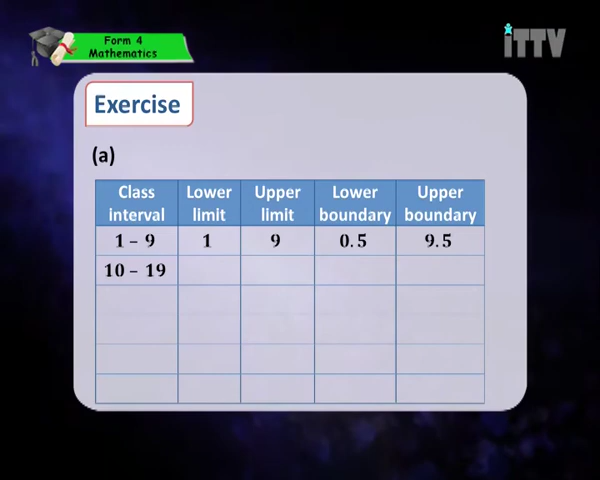 Form 4
Mathematics
iTTV
Exercise
(a)
Class interval Lower limit Upper limit Lower boundary Upper boundary
1 – 9 1 9 0.5 9.5
10 – 19